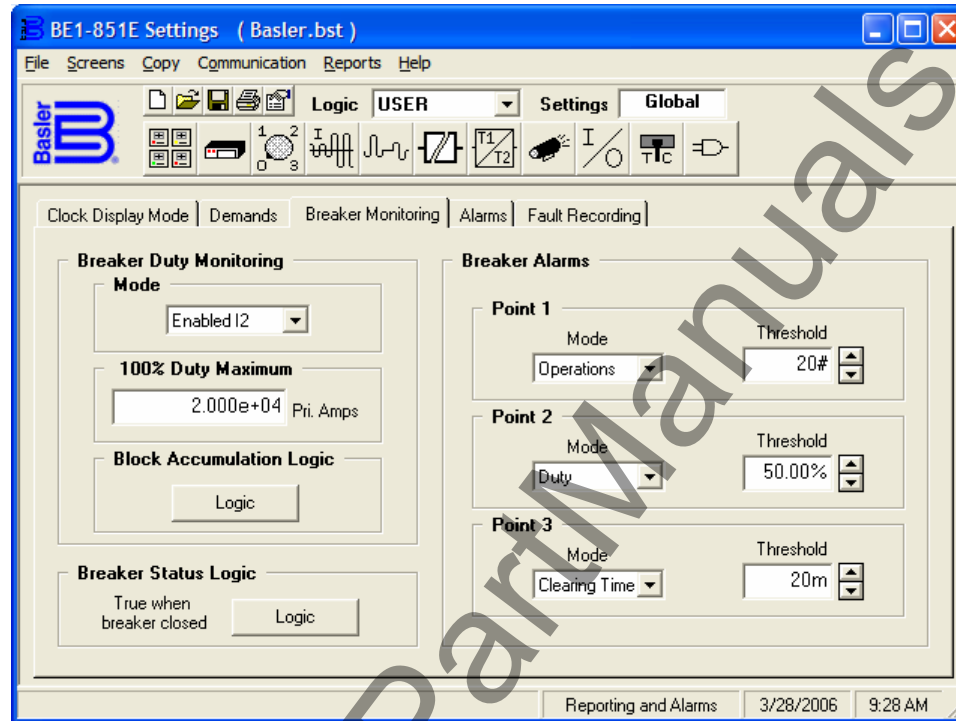 BE1-851E Settings ( Basler.bst )
File Screens Copy Communication Reports Help
Basler
B
Logic USER Settings Global
1 2 0 3
I
T1 T2
I/O
T C
Clock Display Mode Demands Breaker Monitoring Alarms Fault Recording
Breaker Duty Monitoring
Mode
Enabled I2
100% Duty Maximum
2.000e+04 Pri. Amps
Block Accumulation Logic
Logic
Breaker Status Logic
True when
breaker closed
Logic
Breaker Alarms
Point 1
Mode Threshold
Operations 20#
Point 2
Mode Threshold
Duty 50.00%
Point 3
Mode Threshold
Clearing Time 20m
Reporting and Alarms 3/28/2006 9:28 AM
PartManuals